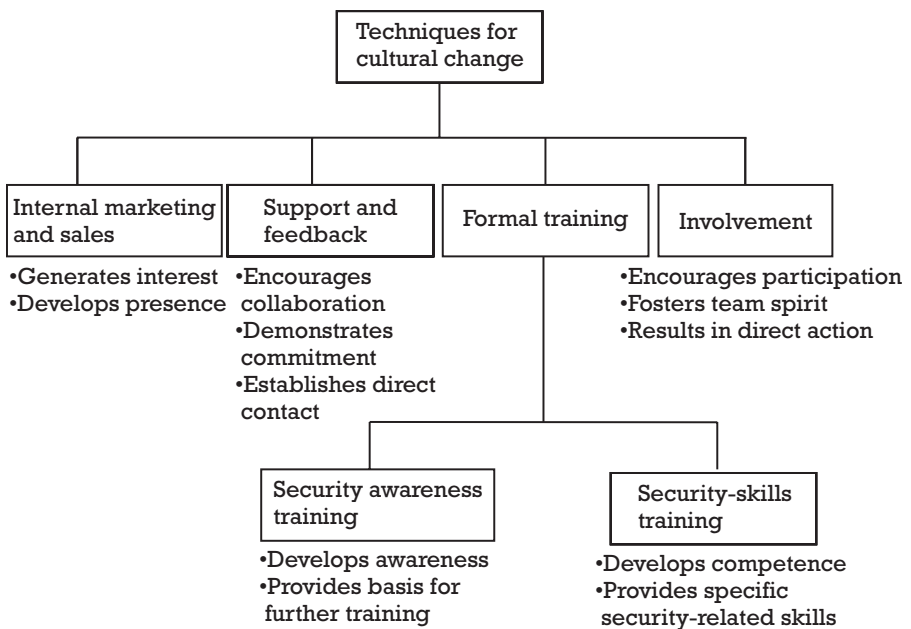 Techniques for
cultural change
Internal marketing
and sales
•Generates interest
•Develops presence
Support and
feedback
•Encourages
collaboration
•Demonstrates
commitment
•Establishes direct
contact
Formal training
Involvement
•Encourages participation
•Fosters team spirit
•Results in direct action
Security awareness
training
•Develops awareness
•Provides basis for
further training
Security-skills
training
•Develops competence
•Provides specific
security-related skills